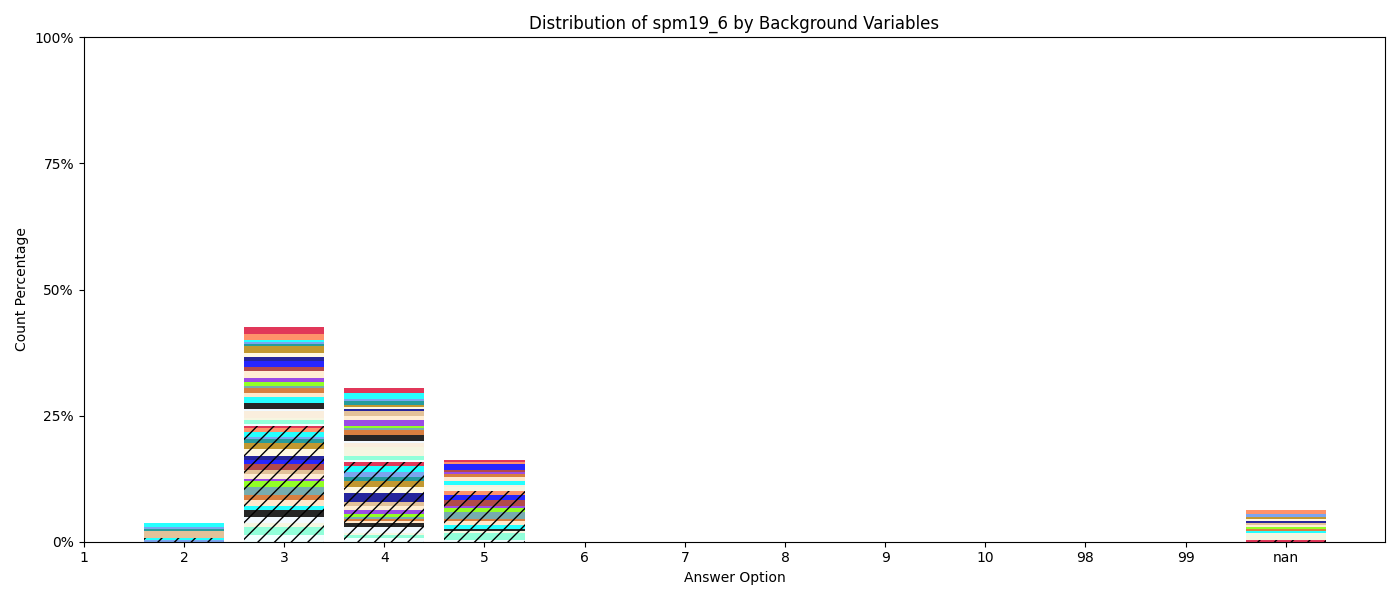 Distribution of spm19_6 by Background Variables
Count Percentage
100%
75%
50%
25%
0%
1 2 3 4 5 6 7 8 9 10 98 99 nan
Answer Option